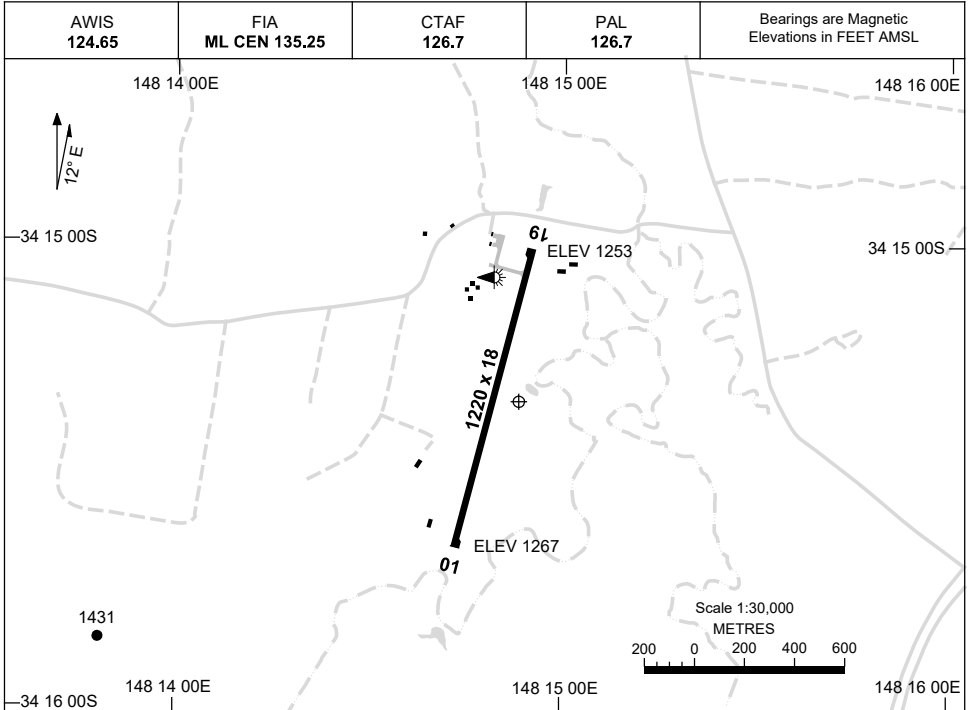 AWIS
124.65
FIA
ML CEN 135.25
CTAF
126.7
PAL
126.7
Bearings are Magnetic
Elevations in FEET AMSL
148 14 00E
148 15 00E
148 16 00E
12° E
34 15 00S
34 15 00S
19
ELEV 1253
1220 x 18
ELEV 1267
01
1431
Scale 1:30,000
METRES
200 0 200 400 600
34 16 00S
148 14 00E
148 15 00E
148 16 00E